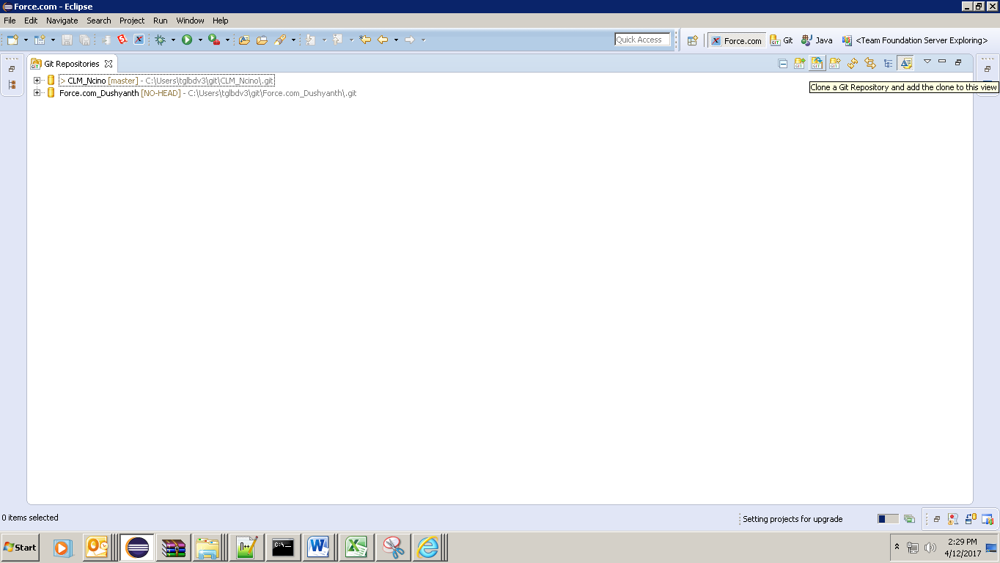 Force.com - Eclipse
File Edit Navigate Search Project Run Window Help
Quick Access
Force.com
Git
Java
<Team Foundation Server Exploring>
Git Repositories
> CLM_Ncino [master] - C:\Users\tglbdv3\git\CLM_Ncino\.git
Force.com_Dushyanth [NO-HEAD] - C:\Users\tglbdv3\git\Force.com_Dushyanth\.git
Clone a Git Repository and add the clone to this view
0 items selected
Setting projects for upgrade
Start
2:29 PM
4/12/2017